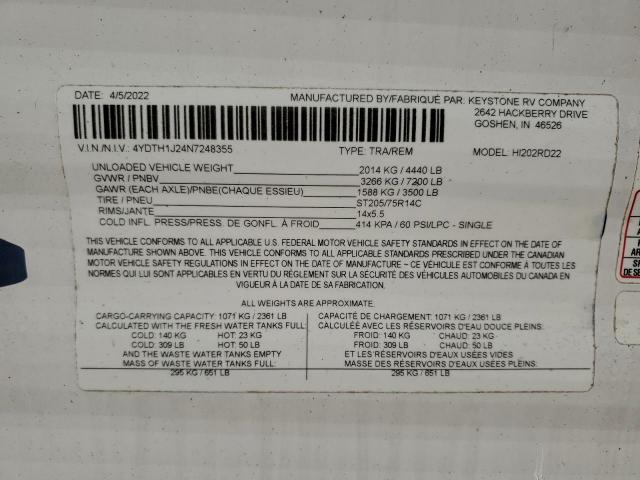 DATE: 4/5/2022
MANUFACTURED BY/FABRIQUÉ PAR: KEYSTONE RV COMPANY
2642 HACKBERRY DRIVE
GOSHEN, IN 46526
V.I.N./N.I.V.: 4YDTH1J24N7248355 TYPE: TRA/REM MODEL: HI202RD22
UNLOADED VEHICLE WEIGHT 2014 KG / 4440 LB
GVWR / PNBV 3266 KG / 7200 LB
GAWR (EACH AXLE)/PNBE(CHAQUE ESSIEU) 1588 KG / 3500 LB
TIRE / PNEU ST205/75R14C
RIMS/JANTE 14x5.5
COLD INFL. PRESS/PRESS. DE GONFL. À FROID: 414 KPA / 60 PSI/LPC - SINGLE
THIS VEHICLE CONFORMS TO ALL APPLICABLE U.S. FEDERAL MOTOR VEHICLE SAFETY STANDARDS IN EFFECT ON THE DATE OF
MANUFACTURE SHOWN ABOVE. THIS VEHICLE CONFORMS TO ALL APPLICABLE STANDARDS PRESCRIBED UNDER THE CANADIAN
MOTOR VEHICLE SAFETY REGULATIONS IN EFFECT ON THE DATE OF MANUFACTURE – CE VÉHICULE EST CONFORME À TOUTES LES
NORMES QUI LUI SONT APPLICABLES EN VERTU DU RÈGLEMENT SUR LA SÉCURITÉ DES VÉHICULES AUTOMOBILES DU CANADA EN
VIGUEUR À LA DATE DE SA FABRICATION.
ALL WEIGHTS ARE APPROXIMATE.
CARGO-CARRYING CAPACITY: 1071 KG / 2361 LB
CALCULATED WITH THE FRESH WATER TANKS FULL:
COLD: 140 KG HOT: 23 KG
COLD: 309 LB HOT: 50 LB
AND THE WASTE WATER TANKS EMPTY
MASS OF WASTE WATER TANKS FULL:
295 KG / 651 LB
CAPACITÉ DE CHARGEMENT: 1071 KG / 2361 LB
CALCULÉE AVEC LES RÉSERVOIRS D'EAU DOUCE PLEINS:
FROID: 140 KG CHAUD: 23 KG
FROID: 309 LB CHAUD: 50 LB
ET LES RÉSERVOIRS D'EAUX USÉES VIDES
MASSE DES RÉSERVOIRS D'EAUX USÉES PLEINS:
295 KG / 651 LB